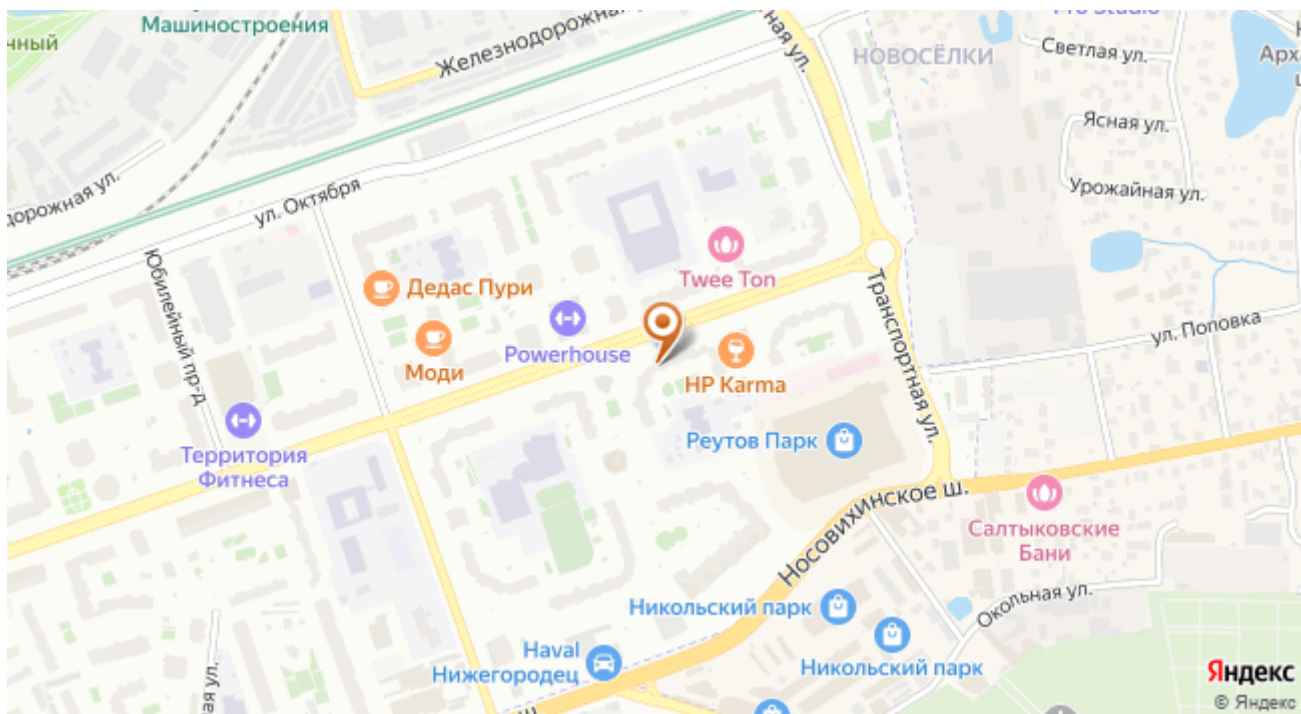 Машиностроения
Железнодорожная
ная ул.
НОВОСЁЛКИ
Светлая ул.
Ясная ул.
Урожайная ул.
чный
дорожная ул.
ул. Октября
Юбилейный пр-д
Дедас Пури
Моди
Powerhouse
Twee Ton
HP Karma
Транспортная ул.
ул. Поповка
Территория
Фитнеса
Реутов Парк
Носовихинское ш.
Салтыковские
Бани
Никольский парк
Окольная ул.
Никольский парк
Haval
Нижегородец
ая ул.
Яндекс
© Яндекс